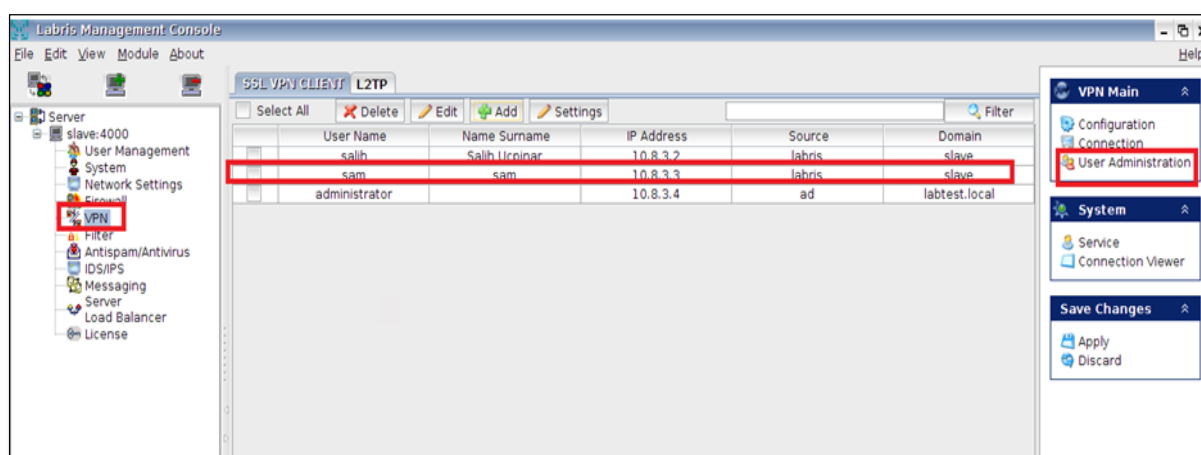 Labris Management Console
File Edit View Module About
Help
SSL VPN CLIENT L2TP
Select All Delete Edit Add Settings Filter
User Name Name Surname IP Address Source Domain
salih Salih Ucpinar 10.8.3.2 labris slave
sam sam 10.8.3.3 labris slave
administrator 10.8.3.4 ad labtest.local
Server
slave:4000
User Management
System
Network Settings
Firewall
VPN
Filter
Antispam/Antivirus
IDS/IPS
Messaging
Server
Load Balancer
License
VPN Main
Configuration
Connection
User Administration
System
Service
Connection Viewer
Save Changes
Apply
Discard